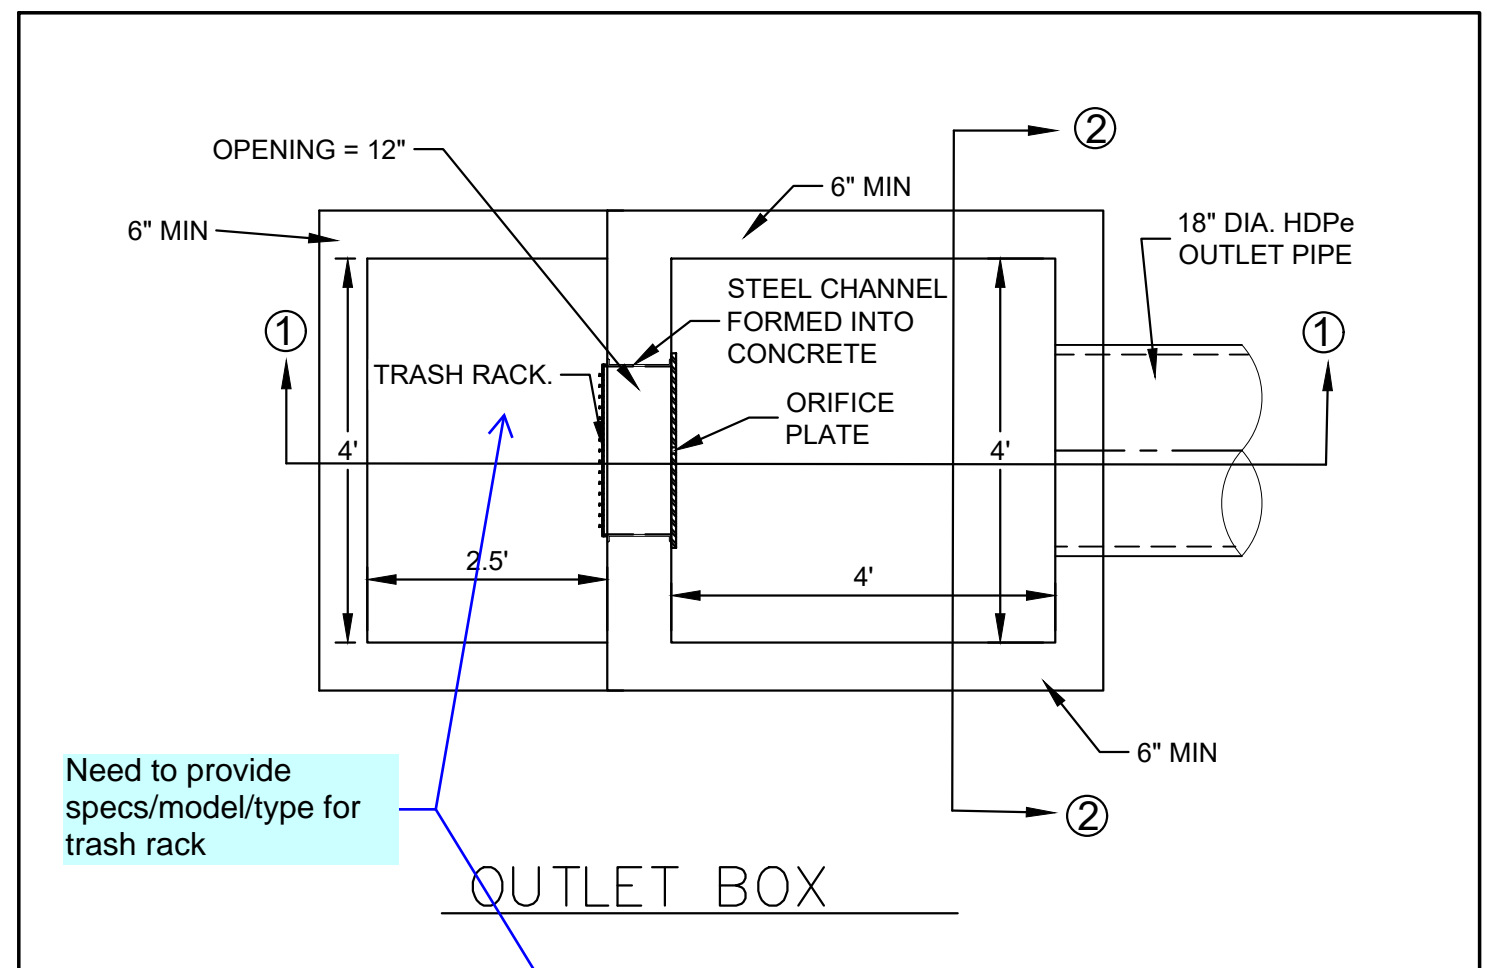 OPENING = 12"
6" MIN
6" MIN
18" DIA. HDPe
OUTLET PIPE
STEEL CHANNEL
FORMED INTO
CONCRETE
TRASH RACK.
ORIFICE
PLATE
4'
4'
2.5'
4'
1
1
2
2
6" MIN
Need to provide
specs/model/type for
trash rack
OUTLET BOX